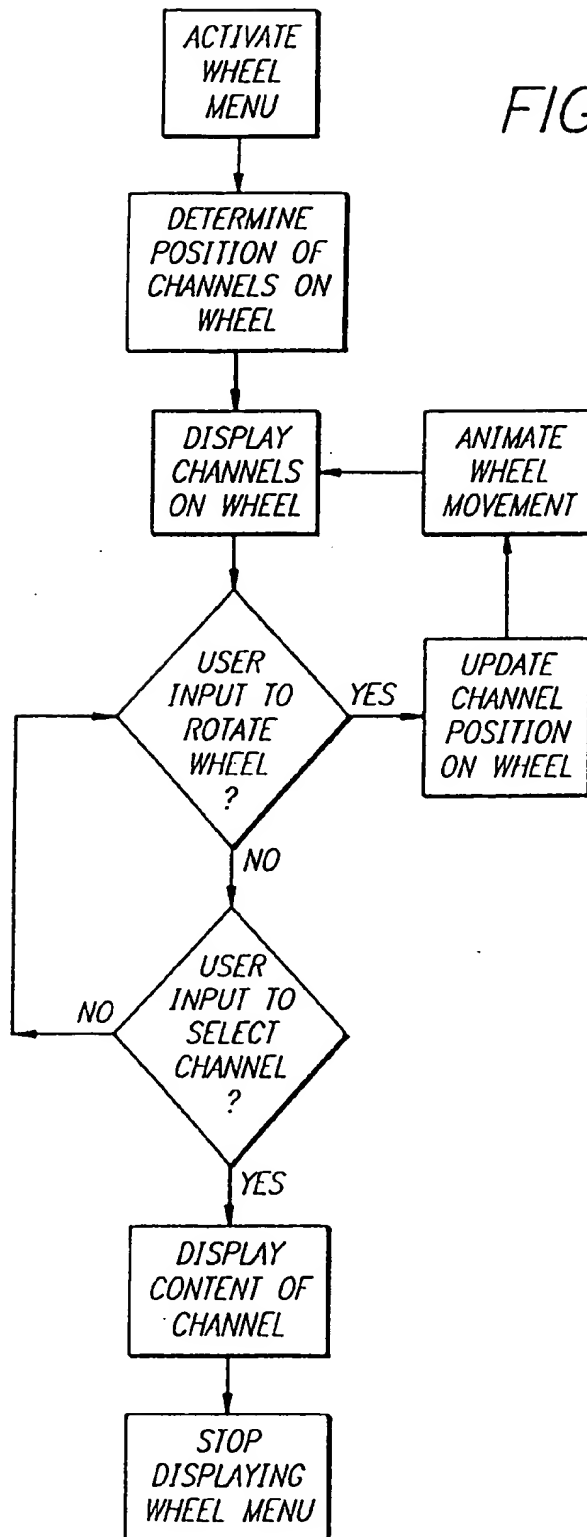 ACTIVATE
WHEEL
MENU
FIG
DETERMINE
POSITION OF
CHANNELS ON
WHEEL
DISPLAY
CHANNELS
ON WHEEL
ANIMATE
WHEEL
MOVEMENT
USER
INPUT TO
ROTATE
WHEEL
?
YES
UPDATE
CHANNEL
POSITION
ON WHEEL
NO
USER
INPUT TO
SELECT
CHANNEL
?
NO
YES
DISPLAY
CONTENT OF
CHANNEL
STOP
DISPLAYING
WHEEL MENU